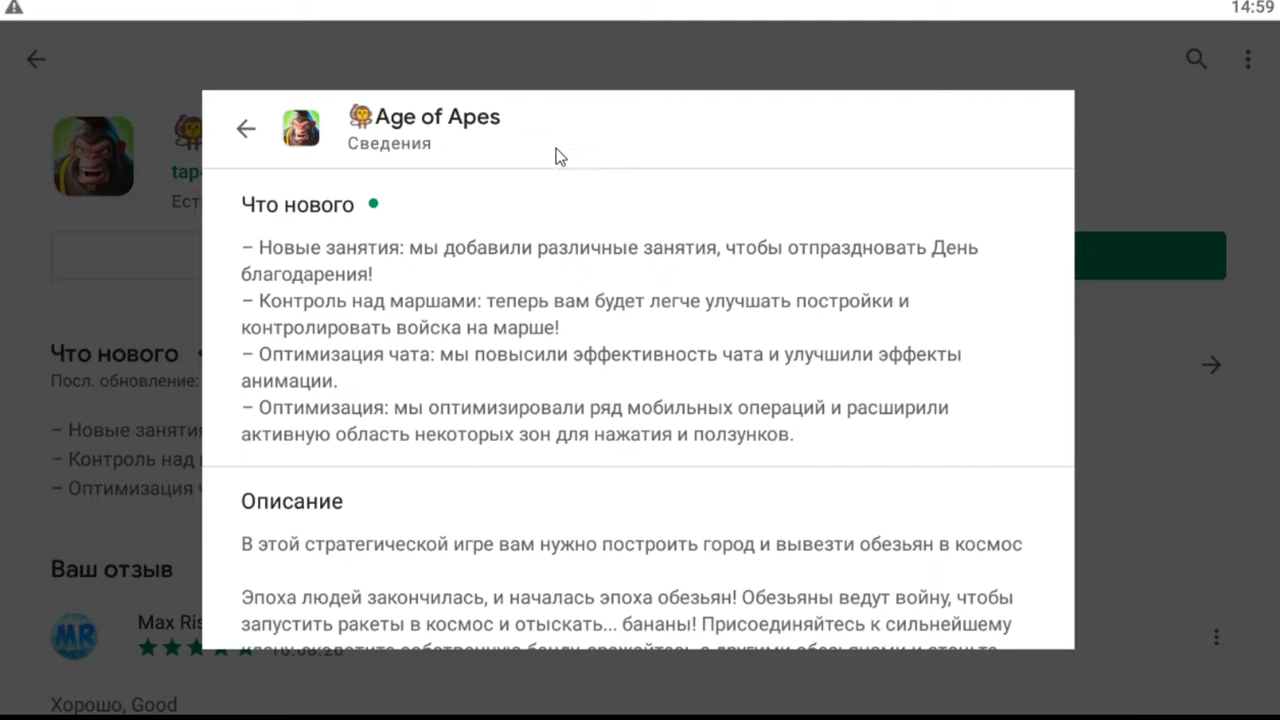 14:59
Age of Apes
Сведения
tap
Ест
Что нового
– Новые занятия: мы добавили различные занятия, чтобы отпраздновать День
благодарения!
– Контроль над маршами: теперь вам будет легче улучшать постройки и
контролировать войска на марше!
– Оптимизация чата: мы повысили эффективность чата и улучшили эффекты
анимации.
– Оптимизация: мы оптимизировали ряд мобильных операций и расширили
активную область некоторых зон для нажатия и ползунков.
Описание
В этой стратегической игре вам нужно построить город и вывезти обезьян в космос
Эпоха людей закончилась, и началась эпоха обезьян! Обезьяны ведут войну, чтобы
запустить ракеты в космос и отыскать... бананы! Присоединяйтесь к сильнейшему
Что нового
Посл. обновление:
– Новые заняти
– Контроль над
– Оптимизация
Ваш отзыв
MR
Max Ris
Хорошо, Good